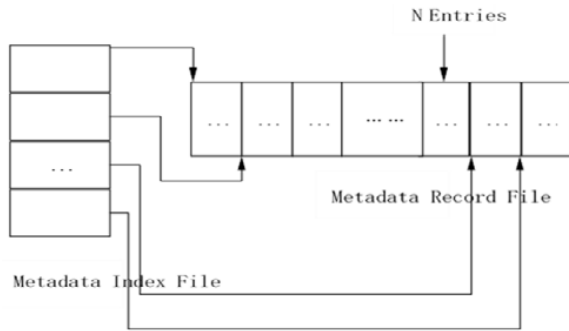 N Entries
... ... ... ... ... ... ... ...
...
Metadata Record File
Metadata Index File